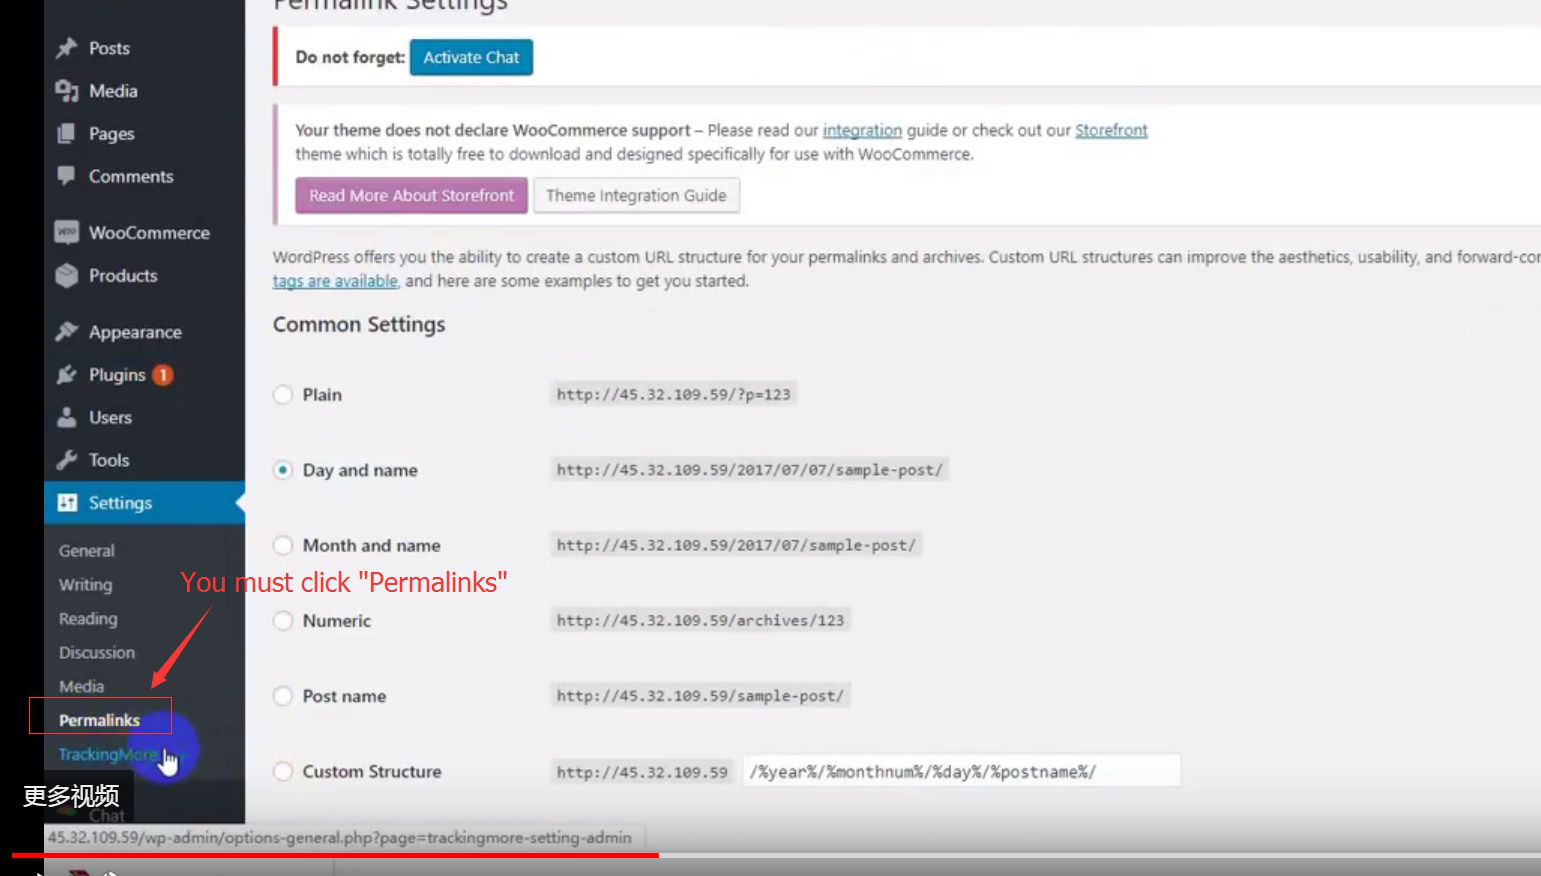 Permalink Settings
Posts
Media
Pages
Comments
WooCommerce
Products
Appearance
Plugins 1
Users
Tools
Settings
General
Writing
Reading
Discussion
Media
Permalinks
TrackingMore
更多视频
Chat
You must click "Permalinks"
Do not forget: Activate Chat
Your theme does not declare WooCommerce support – Please read our integration guide or check out our Storefront
theme which is totally free to download and designed specifically for use with WooCommerce.
Read More About Storefront Theme Integration Guide
WordPress offers you the ability to create a custom URL structure for your permalinks and archives. Custom URL structures can improve the aesthetics, usability, and forward-co
tags are available, and here are some examples to get you started.
Common Settings
Plain http://45.32.109.59/?p=123
Day and name http://45.32.109.59/2017/07/07/sample-post/
Month and name http://45.32.109.59/2017/07/sample-post/
Numeric http://45.32.109.59/archives/123
Post name http://45.32.109.59/sample-post/
Custom Structure http://45.32.109.59 /%year%/%monthnum%/%day%/%postname%/
45.32.109.59/wp-admin/options-general.php?page=trackingmore-setting-admin